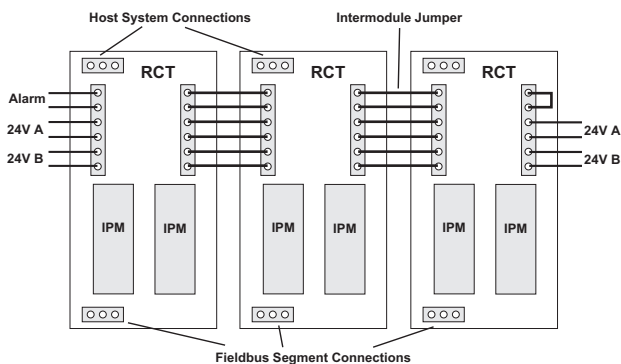 Host System Connections
Intermodule Jumper
RCT
RCT
RCT
Alarm
24V A
24V B
24V A
24V B
IPM
IPM
IPM
IPM
IPM
IPM
Fieldbus Segment Connections